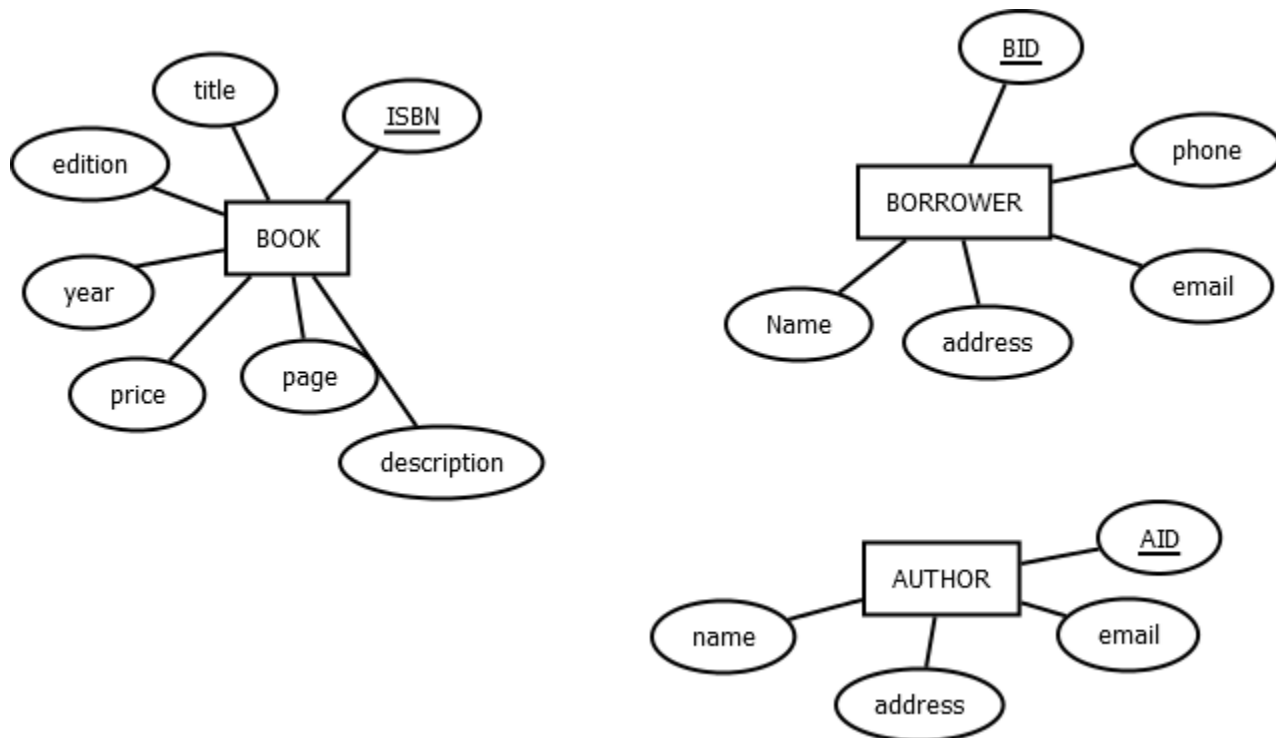 BID
title
ISBN
phone
edition
BORROWER
BOOK
email
year
Name
address
page
price
description
AID
AUTHOR
name
email
address